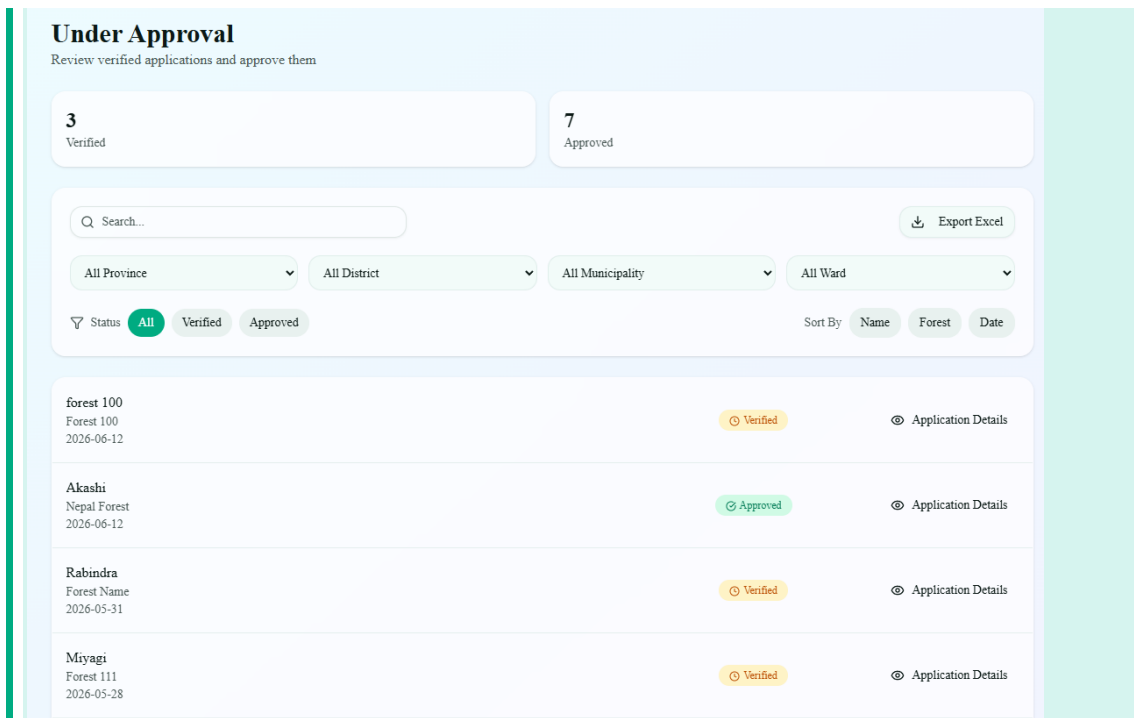 Under Approval
Review verified applications and approve them
3
Verified
7
Approved
Search...
Export Excel
All Province
All District
All Municipality
All Ward
Status All Verified Approved
Sort By Name Forest Date
forest 100
Forest 100
2026-06-12
Verified
Application Details
Akashi
Nepal Forest
2026-06-12
Approved
Application Details
Rabindra
Forest Name
2026-05-31
Verified
Application Details
Miyagi
Forest 111
2026-05-28
Verified
Application Details